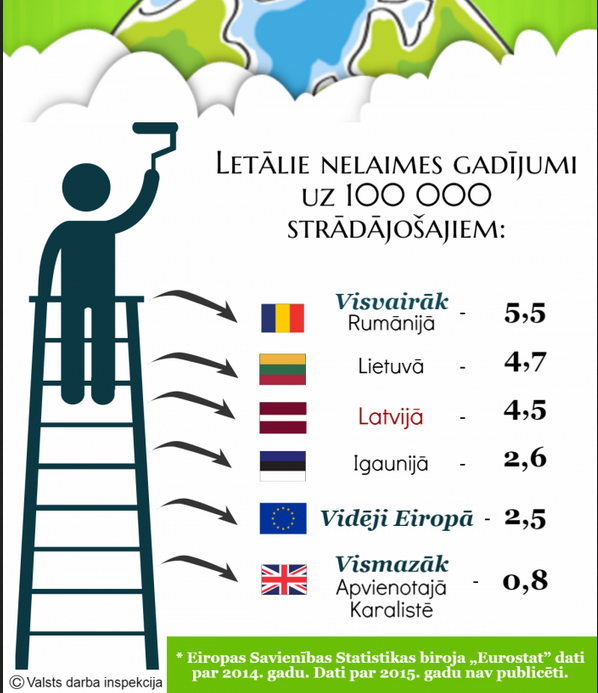 Letālie nelaimes gadījumi
uz 100 000
strādājošajiem:
Visvairāk
Rumānijā - 5,5
Lietuvā - 4,7
Latvijā - 4,5
Igaunijā - 2,6
Vidēji Eiropā - 2,5
Vismazāk
Apvienotajā
Karalistē - 0,8
* Eiropas Savienības Statistikas biroja „Eurostat” dati
par 2014. gadu. Dati par 2015. gadu nav publicēti.
© Valsts darba inspekcija